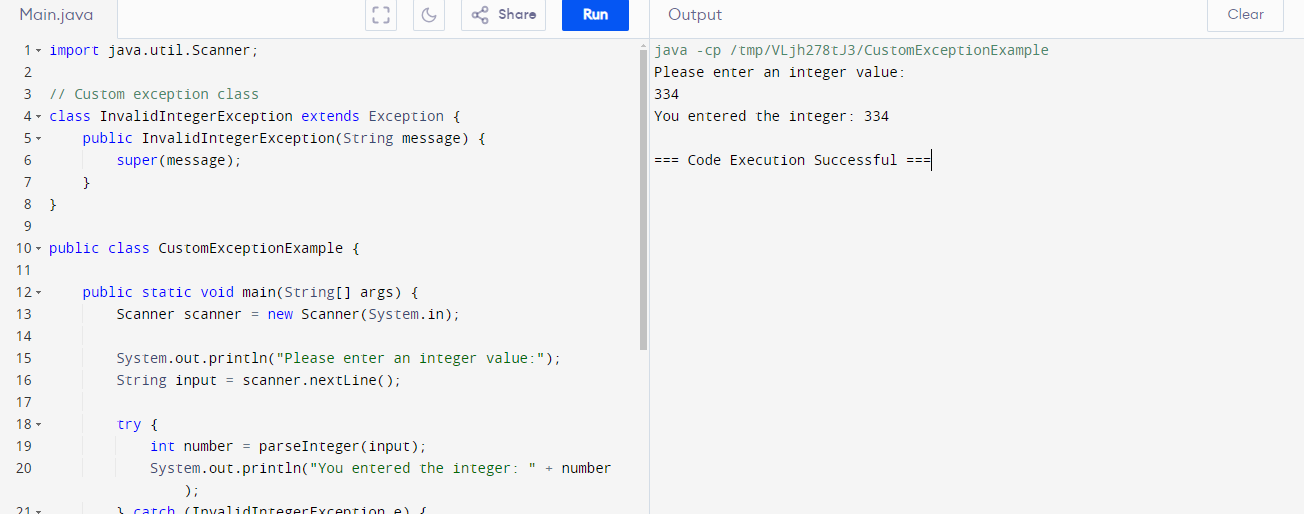 Main.java
Share
Run
Output
Clear
1 import java.util.Scanner;
2
3 // Custom exception class
4 class InvalidIntegerException extends Exception {
5     public InvalidIntegerException(String message) {
6         super(message);
7     }
8 }
9
10 public class CustomExceptionExample {
11
12     public static void main(String[] args) {
13         Scanner scanner = new Scanner(System.in);
14
15         System.out.println("Please enter an integer value:");
16         String input = scanner.nextLine();
17
18         try {
19             int number = parseInteger(input);
20             System.out.println("You entered the integer: " + number
                );
21         } catch (InvalidIntegerException e) {
java -cp /tmp/VLjh278tJ3/CustomExceptionExample
Please enter an integer value:
334
You entered the integer: 334
=== Code Execution Successful ===